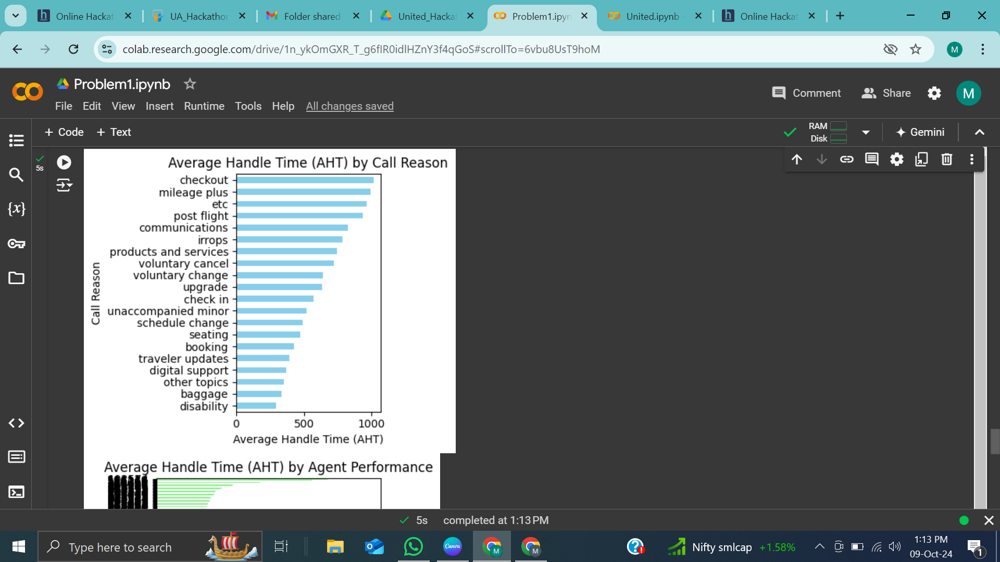 Online Hackat
UA_Hackathor
Folder shared
United_Hacka
Problem1.ipyn
United.ipynb -
Online Hackat
colab.research.google.com/drive/1n_ykOmGXR_T_g6fIR0idlHZnY3f4qGoS#scrollTo=6vbu8UsT9hoM
M
Problem1.ipynb
Comment
Share
M
File Edit View Insert Runtime Tools Help All changes saved
+ Code + Text
RAM
Disk
Gemini
5s
{x}
Average Handle Time (AHT) by Call Reason
checkout
mileage plus
etc
post flight
communications
irrops
products and services
voluntary cancel
voluntary change
upgrade
check in
unaccompanied minor
schedule change
seating
booking
traveler updates
digital support
other topics
baggage
disability
Call Reason
0 500 1000
Average Handle Time (AHT)
Average Handle Time (AHT) by Agent Performance
5s completed at 1:13 PM
Type here to search
Canva
M
M
Nifty smlcap +1.58%
1:13 PM
09-Oct-24
1